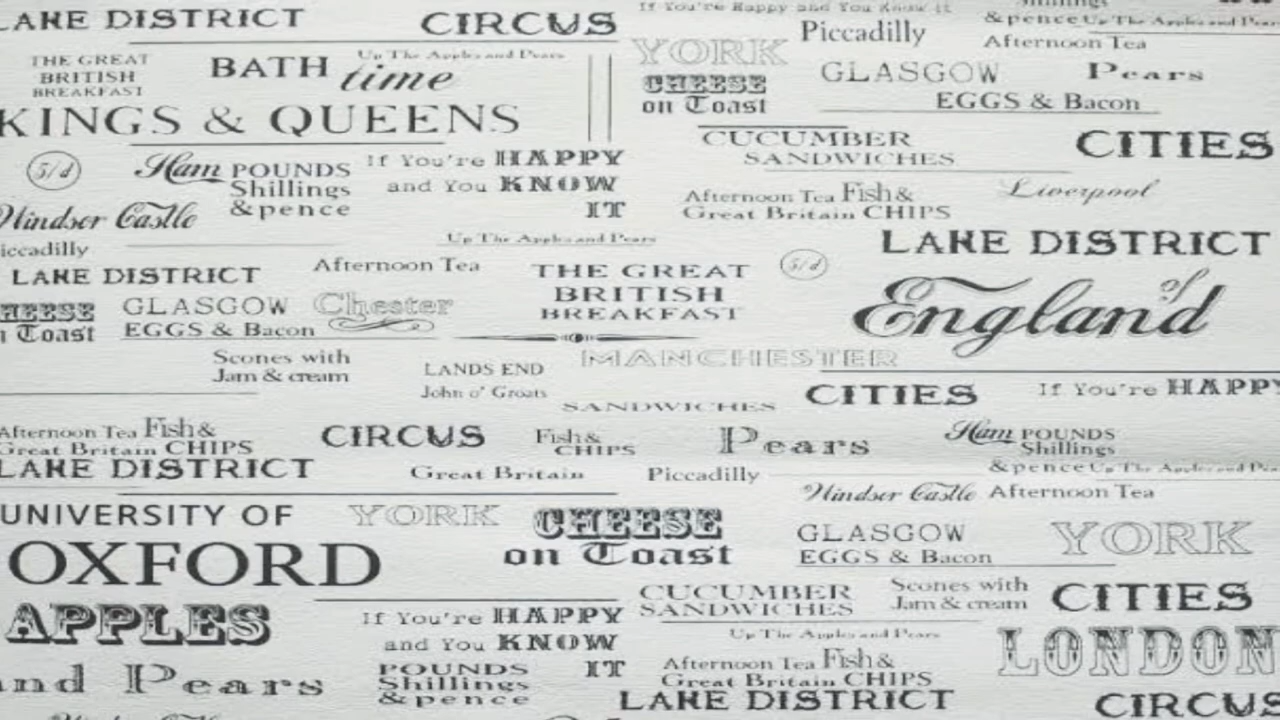 LAKE DISTRICT
CIRCUS
If You're Happy and You Know it
Shillings
& pence Up The Apples and Pears
THE GREAT
BRITISH
BREAKFAST
BATH time
Up The Apples and Pears
YORK
CHEESE
on Toast
Piccadilly
Afternoon Tea
GLASGOW
Pears
EGGS & Bacon
KINGS & QUEENS
CUCUMBER
SANDWICHES
CITIES
5/d
Ham POUNDS
Shillings
& pence
If You're HAPPY
and You KNOW
IT
Afternoon Tea Fish &
Great Britain CHIPS
Liverpool
Windsor Castle
Up The Apples and Pears
Piccadilly
LAKE DISTRICT
Afternoon Tea
THE GREAT
BRITISH
BREAKFAST
5/d
LAKE DISTRICT
of
England
CHEESE
on Toast
GLASGOW
EGGS & Bacon
Chester
Scones with
Jam & cream
LANDS END
John o' Groats
MANCHESTER
SANDWICHES
CITIES
If You're HAPPY
Afternoon Tea Fish &
Great Britain CHIPS
LAKE DISTRICT
CIRCUS
Fish &
CHIPS
Pears
Ham POUNDS
Shillings
& pence Up The Apples and Pears
Great Britain
Piccadilly
Windsor Castle Afternoon Tea
UNIVERSITY OF
OXFORD
YORK
CHEESE
on Toast
GLASGOW
EGGS & Bacon
YORK
CUCUMBER
SANDWICHES
Scones with
Jam & cream
CITIES
APPLES
and Pears
If You're HAPPY
and You KNOW
IT
POUNDS
Shillings
& pence
Up The Apples and Pears
Afternoon Tea Fish &
Great Britain CHIPS
LAKE DISTRICT
LONDON
CIRCUS